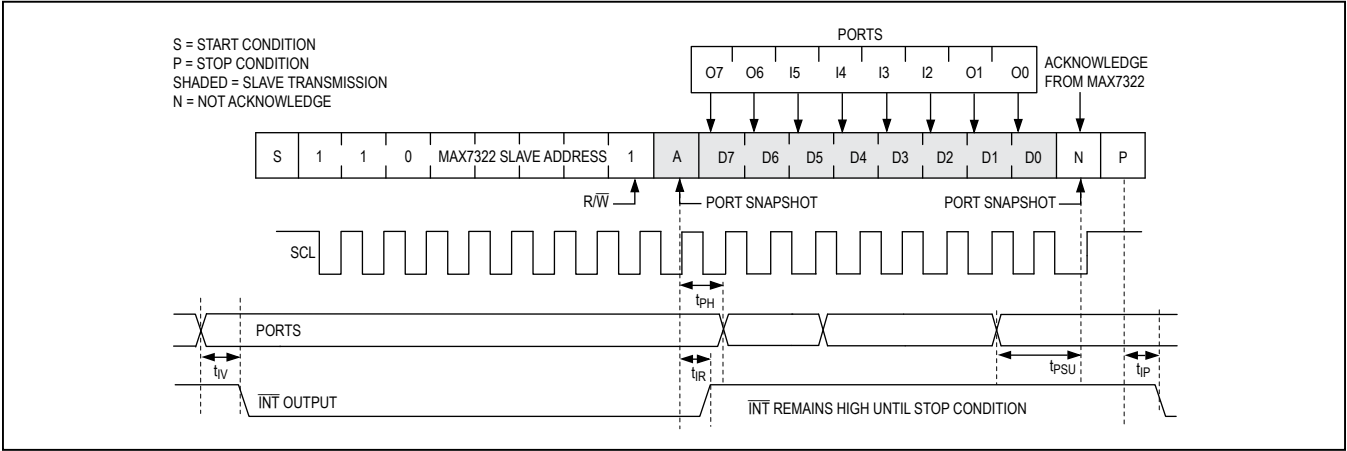 S = START CONDITION
P = STOP CONDITION
SHADED = SLAVE TRANSMISSION
N = NOT ACKNOWLEDGE
PORTS
O7 O6 I5 I4 I3 I2 O1 O0
ACKNOWLEDGE
FROM MAX7322
S 1 1 0 MAX7322 SLAVE ADDRESS 1 A D7 D6 D5 D4 D3 D2 D1 D0 N P
R/W̅ PORT SNAPSHOT PORT SNAPSHOT
SCL
tPH
PORTS
tIV tIR tPSU tIP
I̅N̅T̅ OUTPUT I̅N̅T̅ REMAINS HIGH UNTIL STOP CONDITION